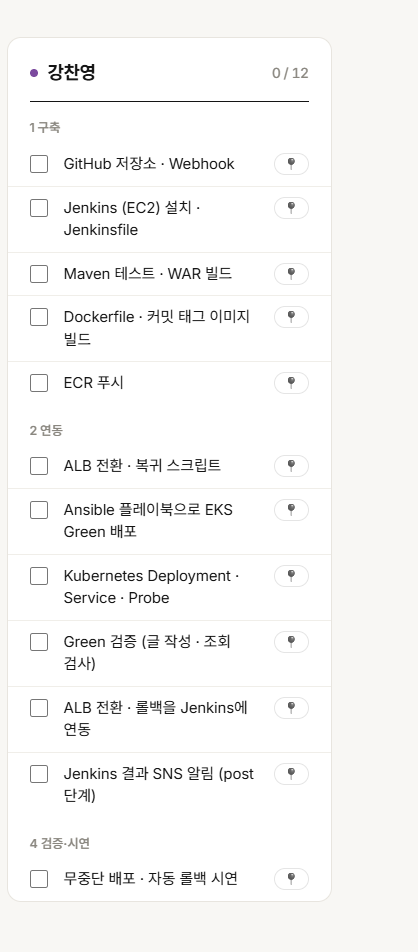 강찬영
0 / 12
1 구축
GitHub 저장소 · Webhook
Jenkins (EC2) 설치 ·
Jenkinsfile
Maven 테스트 · WAR 빌드
Dockerfile · 커밋 태그 이미지
빌드
ECR 푸시
2 연동
ALB 전환 · 복귀 스크립트
Ansible 플레이북으로 EKS
Green 배포
Kubernetes Deployment ·
Service · Probe
Green 검증 (글 작성 · 조회
검사)
ALB 전환 · 롤백을 Jenkins에
연동
Jenkins 결과 SNS 알림 (post
단계)
4 검증·시연
무중단 배포 · 자동 롤백 시연